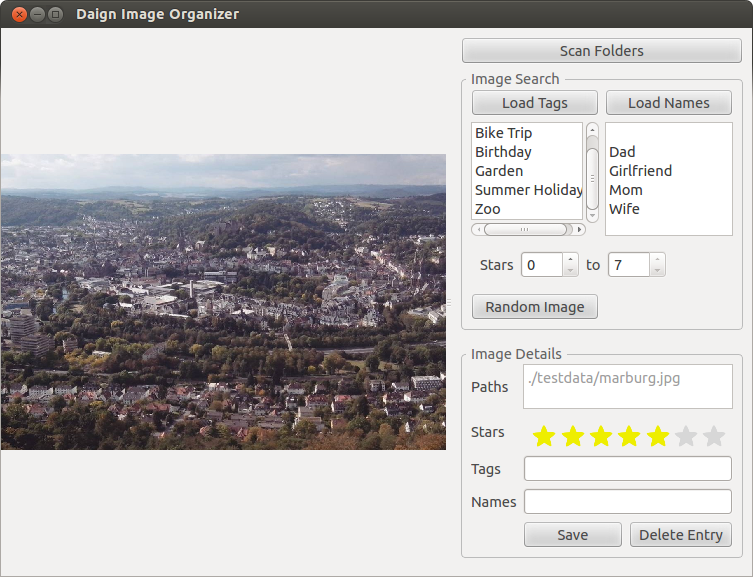 Daign Image Organizer
Scan Folders
Image Search
Load Tags
Load Names
Bike Trip
Birthday
Garden
Summer Holiday
Zoo
Dad
Girlfriend
Mom
Wife
Stars 0 to 7
Random Image
Image Details
Paths ./testdata/marburg.jpg
Stars
Tags
Names
Save
Delete Entry